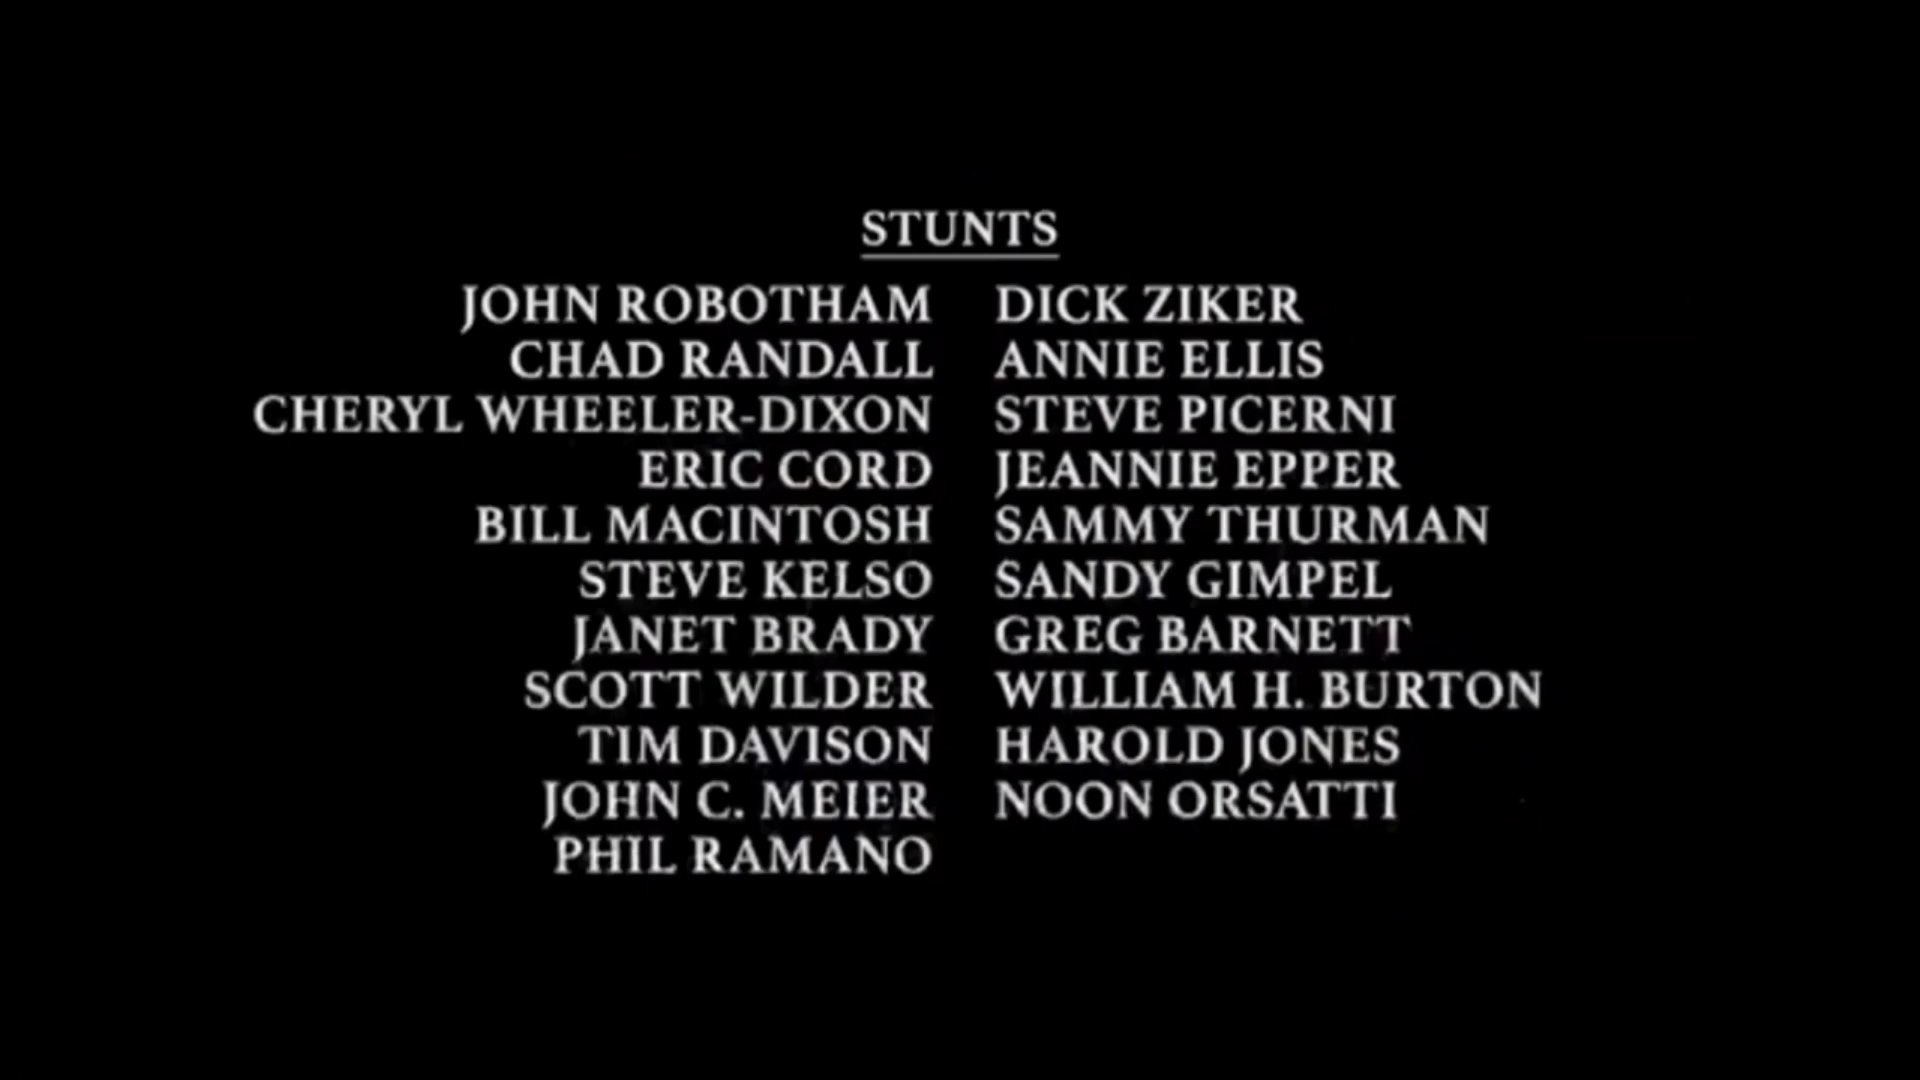 STUNTS
JOHN ROBOTHAM DICK ZIKER
CHAD RANDALL ANNIE ELLIS
CHERYL WHEELER-DIXON STEVE PICERNI
ERIC CORD JEANNIE EPPER
BILL MACINTOSH SAMMY THURMAN
STEVE KELSO SANDY GIMPEL
JANET BRADY GREG BARNETT
SCOTT WILDER WILLIAM H. BURTON
TIM DAVISON HAROLD JONES
JOHN C. MEIER NOON ORSATTI
PHIL RAMANO